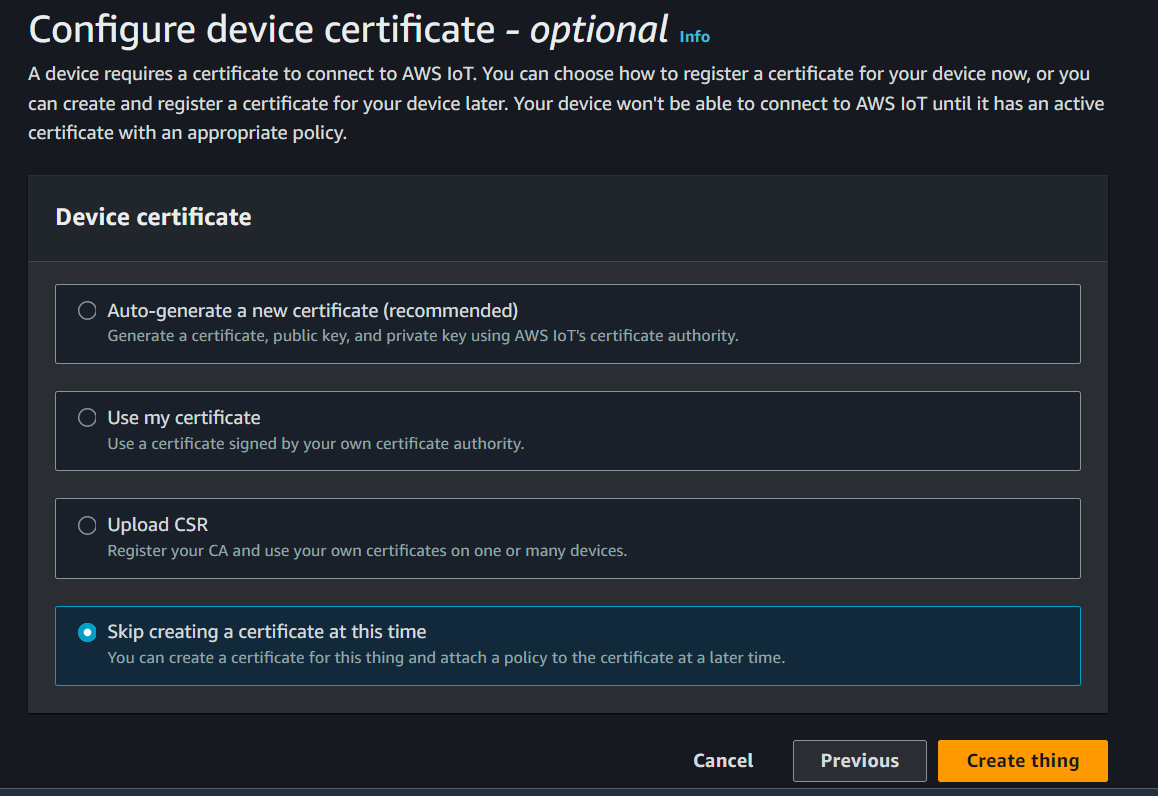 Configure device certificate - optional Info
A device requires a certificate to connect to AWS IoT. You can choose how to register a certificate for your device now, or you
can create and register a certificate for your device later. Your device won't be able to connect to AWS IoT until it has an active
certificate with an appropriate policy.
Device certificate
Auto-generate a new certificate (recommended)
Generate a certificate, public key, and private key using AWS IoT's certificate authority.
Use my certificate
Use a certificate signed by your own certificate authority.
Upload CSR
Register your CA and use your own certificates on one or many devices.
Skip creating a certificate at this time
You can create a certificate for this thing and attach a policy to the certificate at a later time.
Cancel Previous Create thing